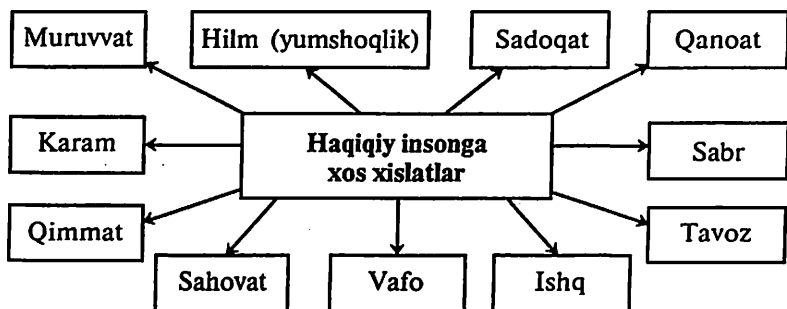 Muruvvat
Hilm (yumshoqlik)
Sadoqat
Qanoat
Karam
Haqiqiy insonga
xos xislatlar
Sabr
Qimmat
Tavoz
Sahovat
Vafo
Ishq